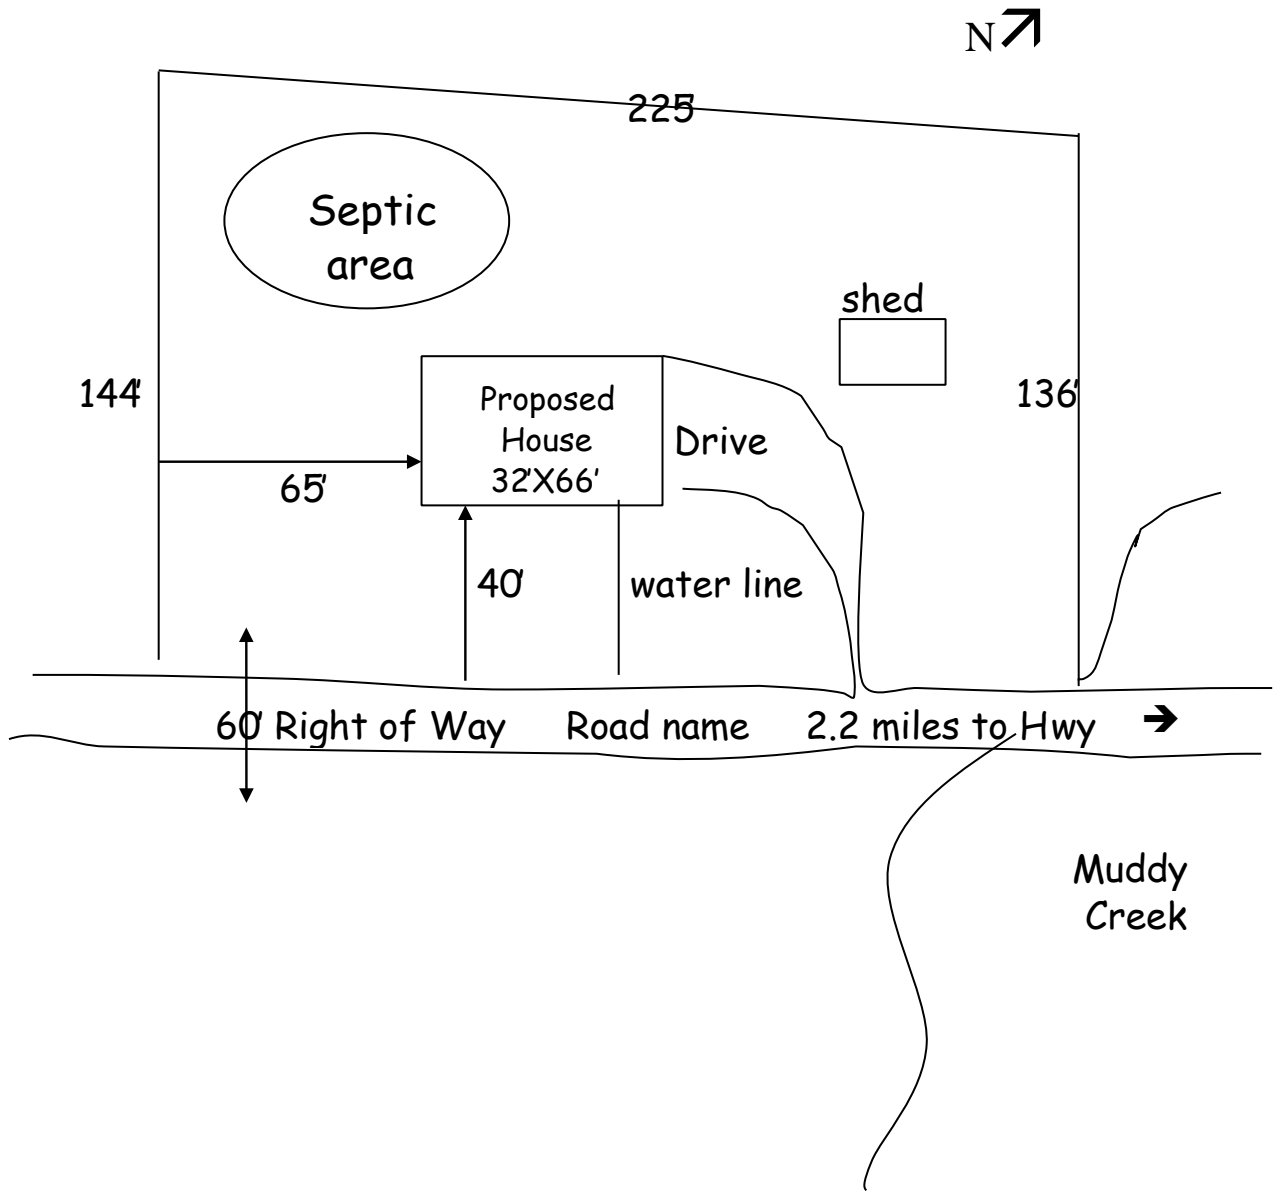 N
225'
Septic
area
shed
144'
136'
Proposed
House
32'X66'
Drive
65'
40'
water line
60' Right of Way Road name 2.2 miles to Hwy
Muddy
Creek